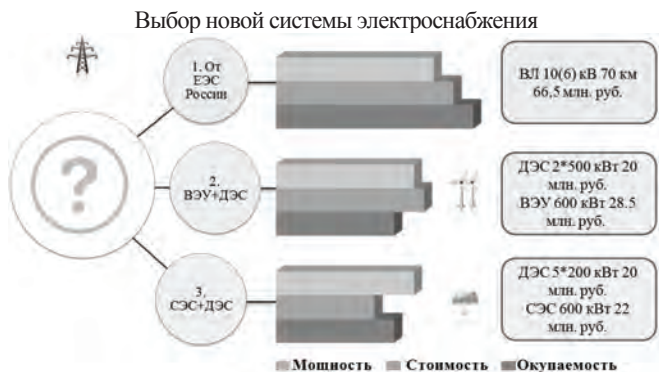 Выбор новой системы электроснабжения
1. От
ЕЭС
России
ВЛ 10(6) кВ 70 км
66,5 млн. руб.
2.
ВЭУ+ДЭС
ДЭС 2*500 кВт 20
млн. руб.
ВЭУ 600 кВт 28.5
млн. руб.
?
3.
СЭС+ДЭС
ДЭС 5*200 кВт 20
млн. руб.
СЭС 600 кВт 22
млн. руб.
Мощность Стоимость Окупаемость